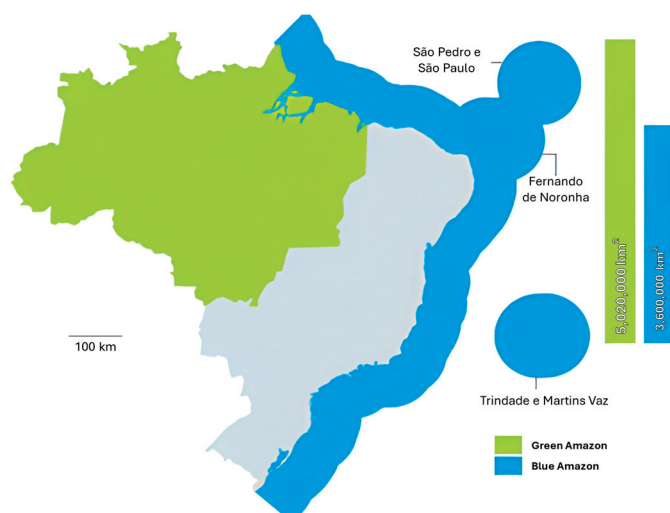 São Pedro e
São Paulo
Fernando
de Noronha
5,020,000 km²
3,600,000 km²
100 km
Trindade e Martins Vaz
Green Amazon
Blue Amazon